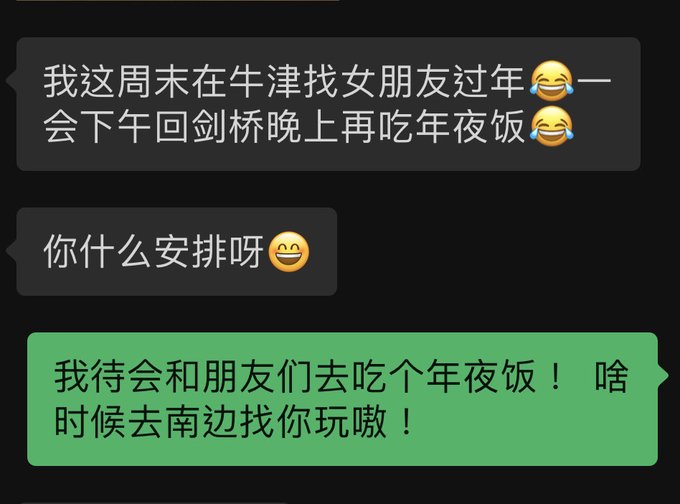 我这周末在牛津找女朋友过年😂一
会下午回剑桥晚上再吃年夜饭😂
你什么安排呀😄
我待会和朋友们去吃个年夜饭！ 啥
时候去南边找你玩嗷！